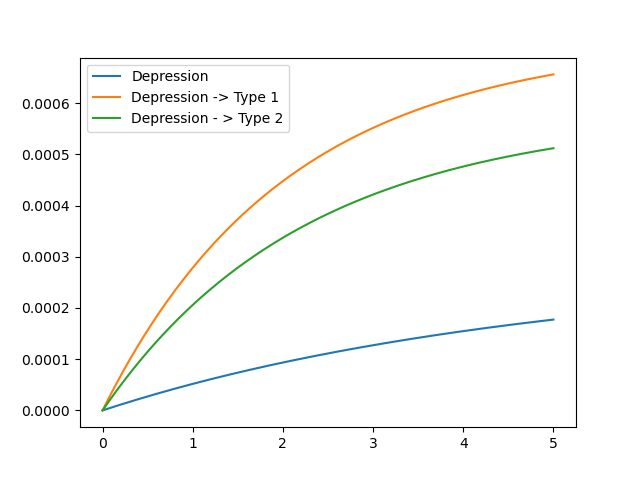 Depression
Depression -> Type 1
Depression - > Type 2
0.0006
0.0005
0.0004
0.0003
0.0002
0.0001
0.0000
0 1 2 3 4 5